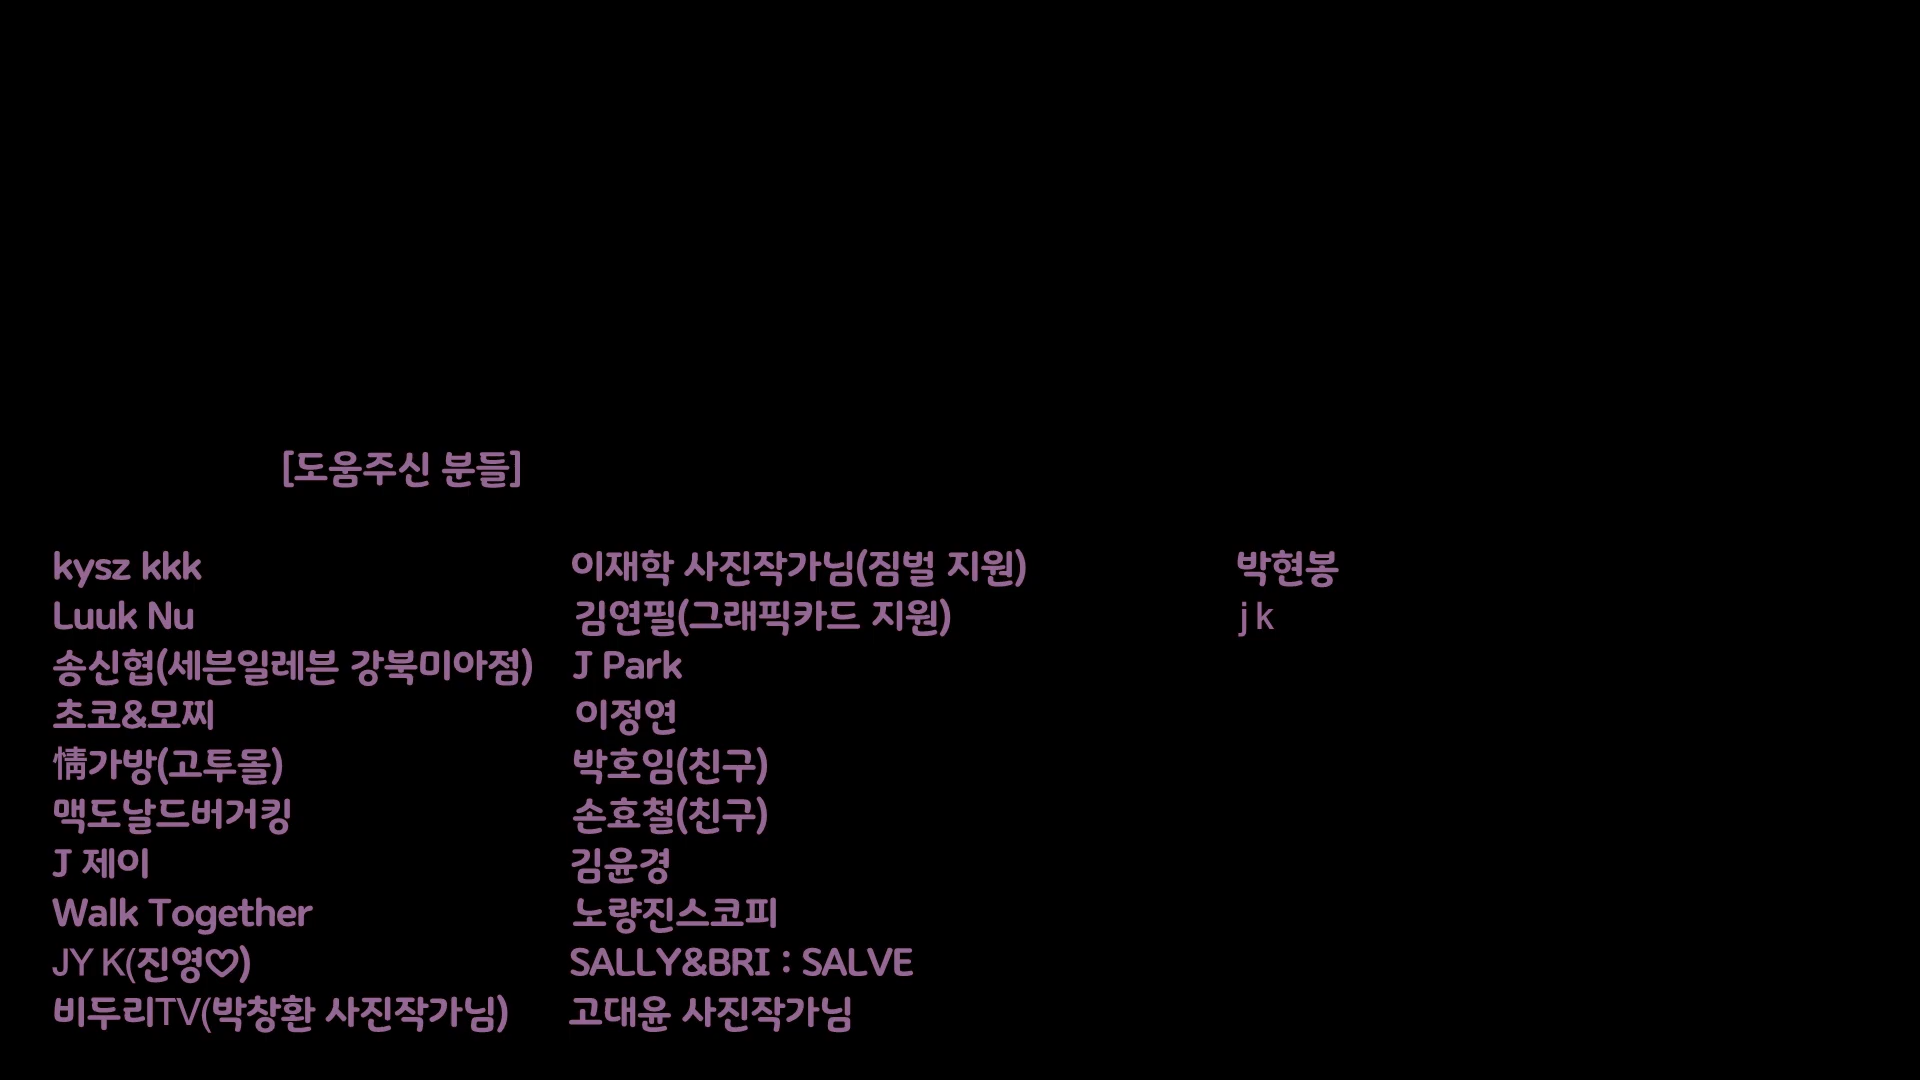 [도움주신 분들]
kysz kkk
Luuk Nu
송신협(세븐일레븐 강북미아점)
초코&모찌
情가방(고투몰)
맥도날드버거킹
J 제이
Walk Together
JY K(진영♡)
비두리TV(박창환 사진작가님)
이재학 사진작가님(짐벌 지원)
김연필(그래픽카드 지원)
J Park
이정연
박호임(친구)
손효철(친구)
김윤경
노량진스코피
SALLY&BRI : SALVE
고대윤 사진작가님
박현봉
j k